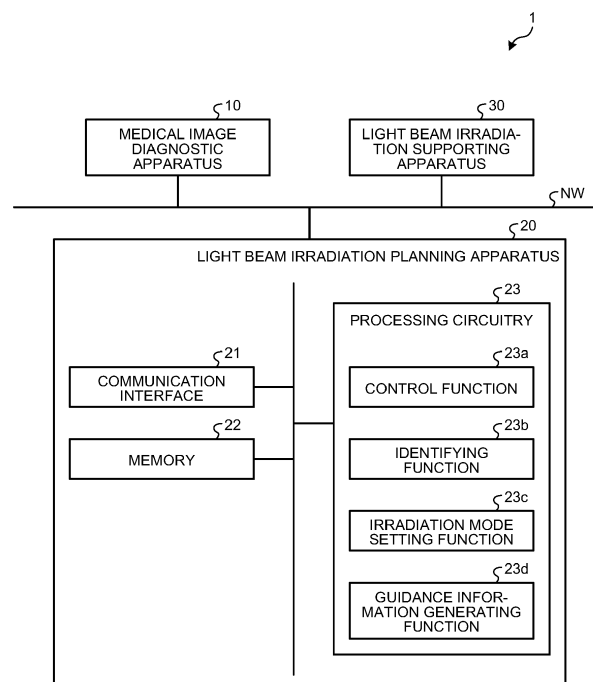 1
10
MEDICAL IMAGE
DIAGNOSTIC
APPARATUS
30
LIGHT BEAM IRRADIA-
TION SUPPORTING
APPARATUS
NW
20
LIGHT BEAM IRRADIATION PLANNING APPARATUS
21
COMMUNICATION
INTERFACE
22
MEMORY
23
PROCESSING CIRCUITRY
23a
CONTROL FUNCTION
23b
IDENTIFYING
FUNCTION
23c
IRRADIATION MODE
SETTING FUNCTION
23d
GUIDANCE INFOR-
MATION GENERATING
FUNCTION